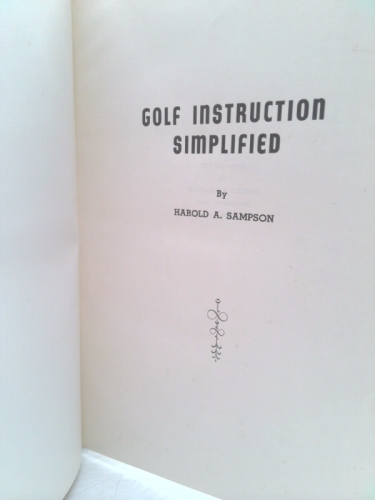 GOLF INSTRUCTION
SIMPLIFIED
By
HAROLD A. SAMPSON